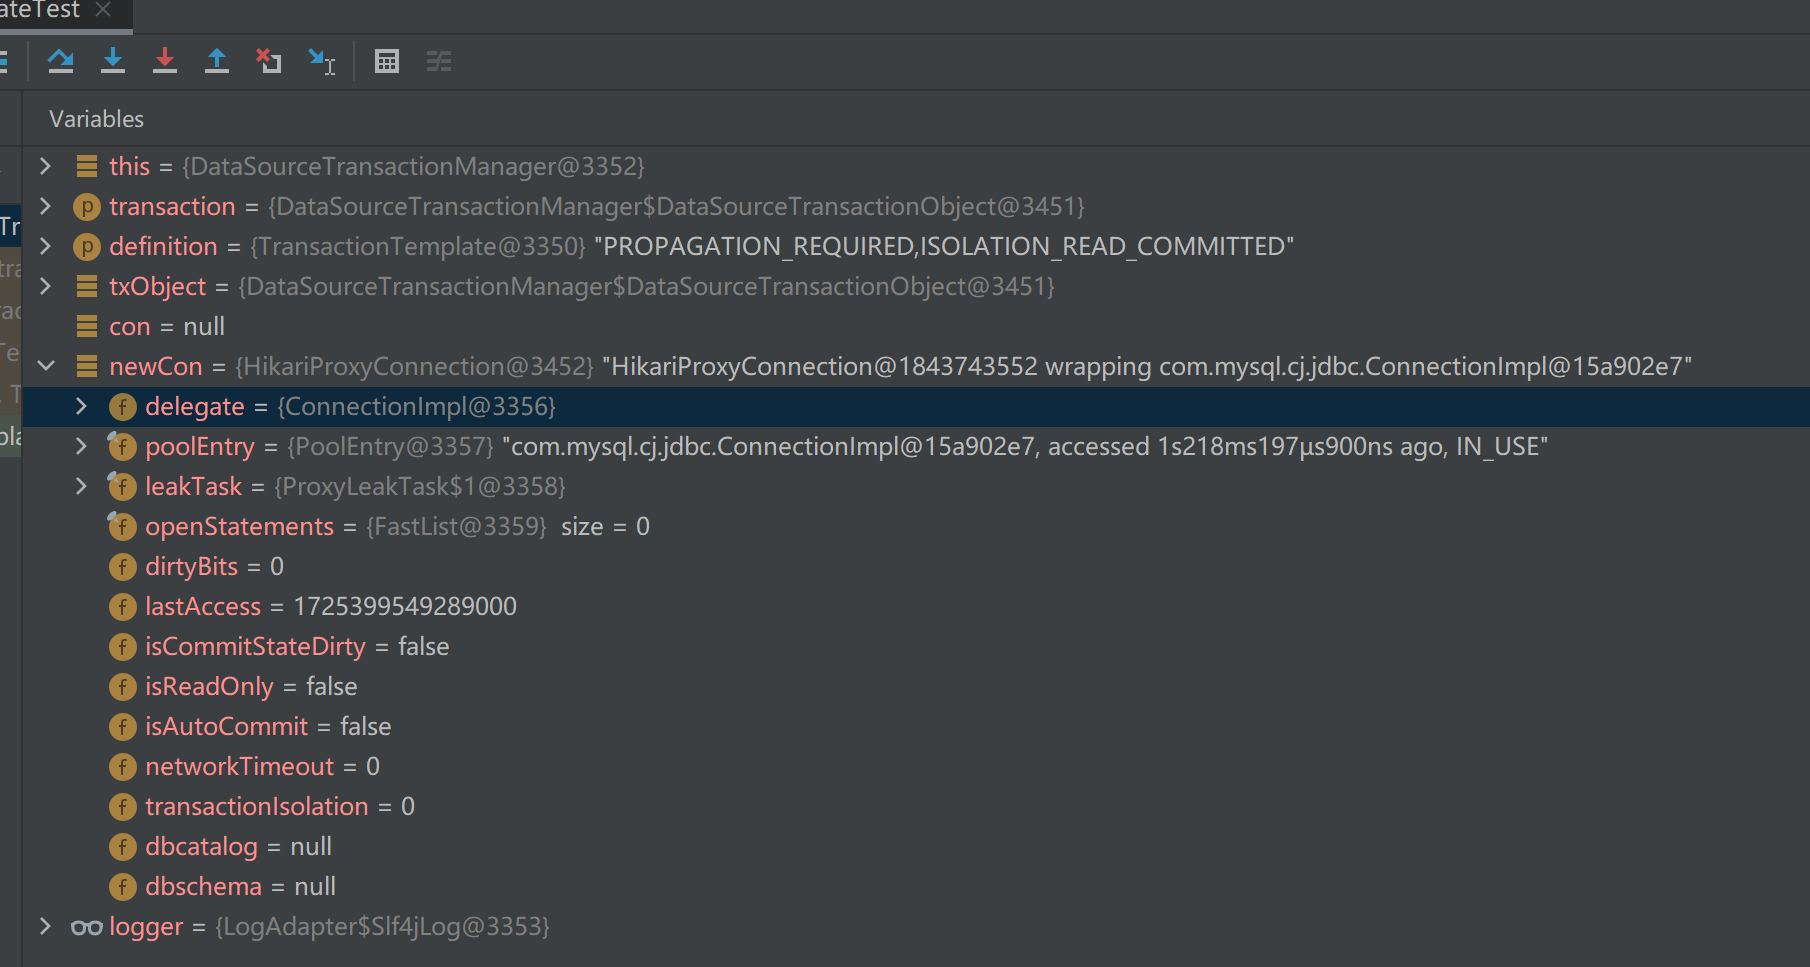 ateTest
Variables
this = {DataSourceTransactionManager@3352}
p transaction = {DataSourceTransactionManager$DataSourceTransactionObject@3451}
p definition = {TransactionTemplate@3350} "PROPAGATION_REQUIRED,ISOLATION_READ_COMMITTED"
txObject = {DataSourceTransactionManager$DataSourceTransactionObject@3451}
con = null
newCon = {HikariProxyConnection@3452} "HikariProxyConnection@1843743552 wrapping com.mysql.cj.jdbc.ConnectionImpl@15a902e7"
f delegate = {ConnectionImpl@3356}
f poolEntry = {PoolEntry@3357} "com.mysql.cj.jdbc.ConnectionImpl@15a902e7, accessed 1s218ms197μs900ns ago, IN_USE"
f leakTask = {ProxyLeakTask$1@3358}
f openStatements = {FastList@3359} size = 0
f dirtyBits = 0
f lastAccess = 1725399549289000
f isCommitStateDirty = false
f isReadOnly = false
f isAutoCommit = false
f networkTimeout = 0
f transactionIsolation = 0
f dbcatalog = null
f dbschema = null
logger = {LogAdapter$Slf4jLog@3353}